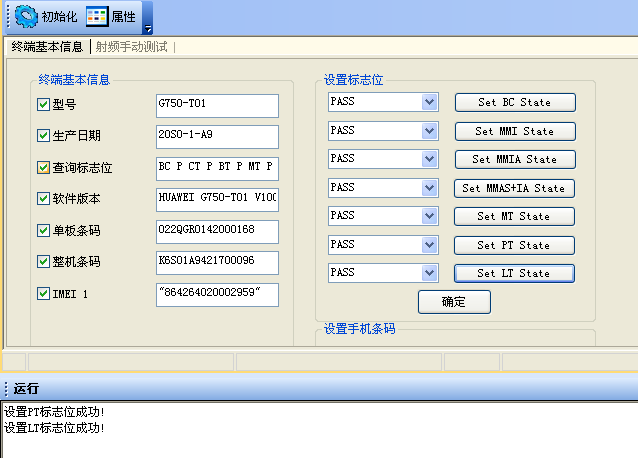 初始化 属性
终端基本信息 射频手动测试
终端基本信息
型号 G750-T01
生产日期 20S0-1-A9
查询标志位 BC P CT P BT P MT P
软件版本 HUAWEI G750-T01 V100
单板条码 022QGR0142000168
整机条码 K6S01A9421700096
IMEI 1 "864264020002959"
设置标志位
PASS Set BC State
PASS Set MMI State
PASS Set MMIA State
PASS Set MMAS+IA State
PASS Set MT State
PASS Set PT State
PASS Set LT State
确定
设置手机条码
运行
设置PT标志位成功!
设置LT标志位成功!